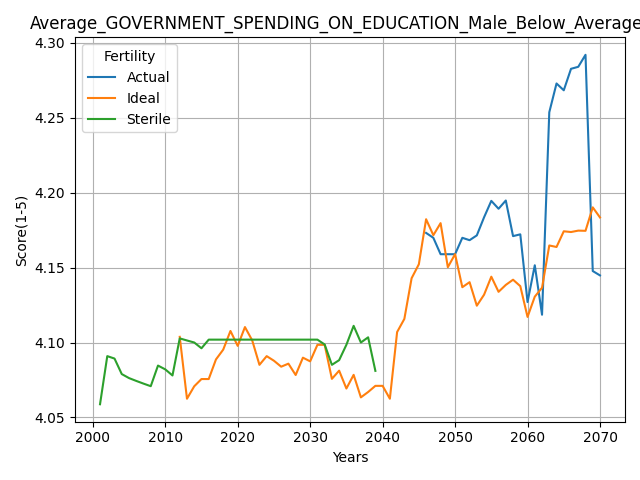 Average_GOVERNMENT_SPENDING_ON_EDUCATION_Male_Below_Average
Fertility
Actual
Ideal
Sterile
Score(1-5)
4.30
4.25
4.20
4.15
4.10
4.05
2000 2010 2020 2030 2040 2050 2060 2070
Years